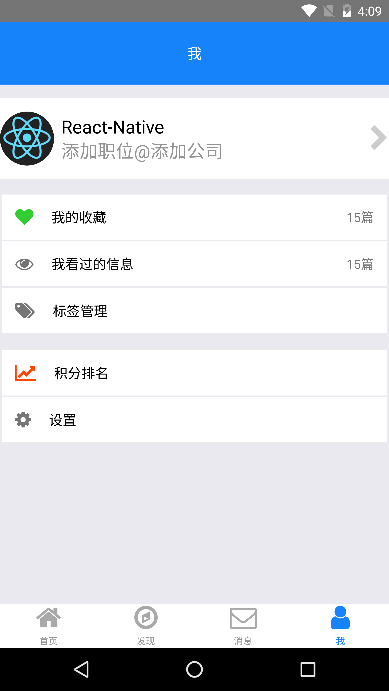 4:09
我
React-Native
添加职位@添加公司
我的收藏 15篇
我看过的信息 15篇
标签管理
积分排名
设置
首页 发现 消息 我